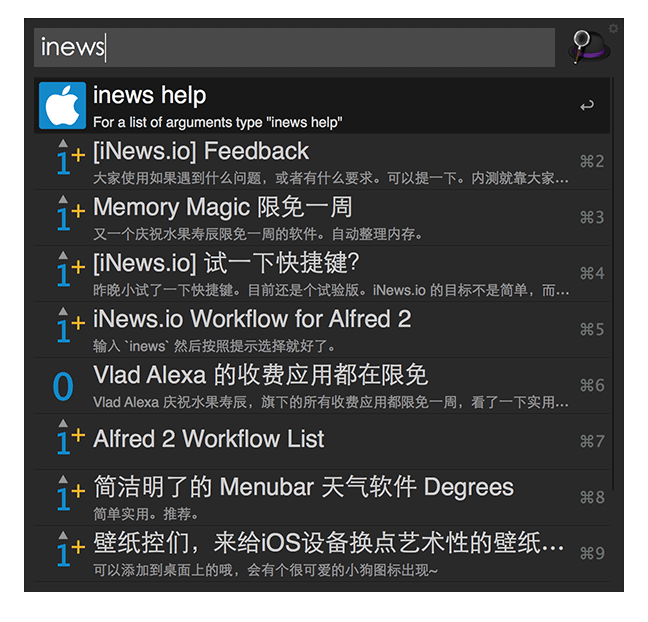 inews
inews help
For a list of arguments type "inews help"
1+ [iNews.io] Feedback ⌘2
大家使用如果遇到什么问题，或者有什么要求。可以提一下。内测就靠大家…
1+ Memory Magic 限免一周 ⌘3
又一个庆祝水果寿辰限免一周的软件。自动整理内存。
1+ [iNews.io] 试一下快捷键? ⌘4
昨晚小试了一下快捷键。目前还是个试验版。iNews.io 的目标不是简单，而…
1+ iNews.io Workflow for Alfred 2 ⌘5
输入 `inews` 然后按照提示选择就好了。
0 Vlad Alexa 的收费应用都在限免 ⌘6
Vlad Alexa 庆祝水果寿辰，旗下的所有收费应用都限免一周，看了一下实用…
1+ Alfred 2 Workflow List ⌘7
1+ 简洁明了的 Menubar 天气软件 Degrees ⌘8
简单实用。推荐。
1+ 壁纸控们，来给iOS设备换点艺术性的壁纸… ⌘9
可以添加到桌面上的哦，会有个很可爱的小狗图标出现~